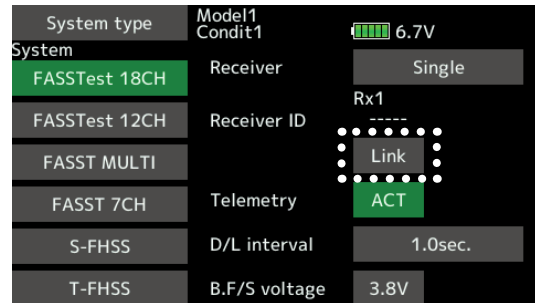 System type
Model1
Condit1
6.7V
System
FASSTest 18CH
FASSTest 12CH
FASST MULTI
FASST 7CH
S-FHSS
T-FHSS
Receiver
Single
Rx1
Receiver ID
-----
Link
Telemetry
ACT
D/L interval
1.0sec.
B.F/S voltage
3.8V